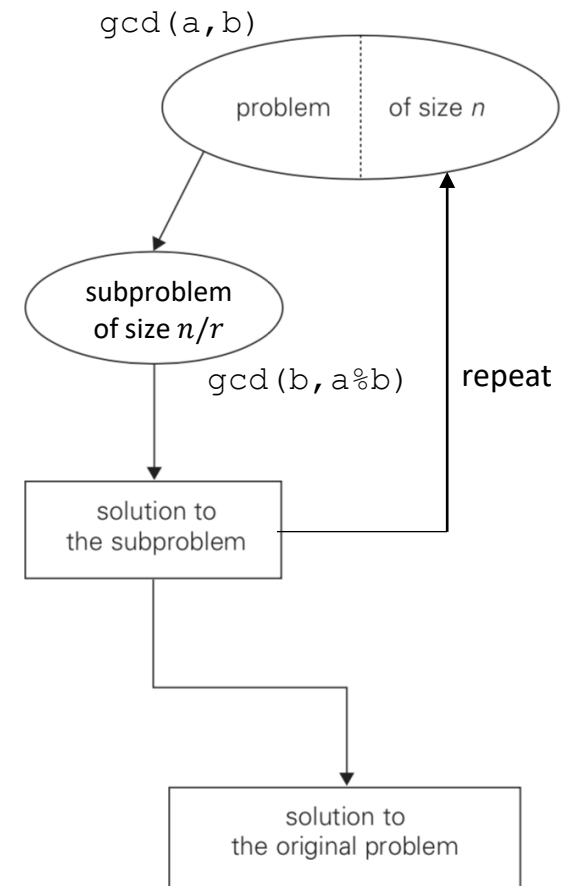 gcd(a,b)
problem of size n
subproblem
of size n/r
gcd(b,a%b)
repeat
solution to
the subproblem
solution to
the original problem